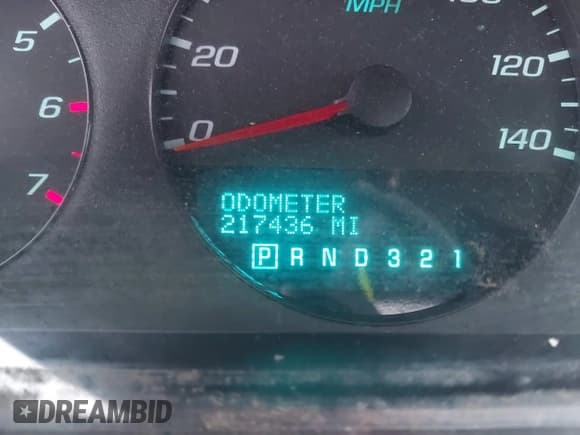 MPH
5
6
7
0
20
120
140
ODOMETER
217436 MI
P R N D 3 2 1
DREAMBID